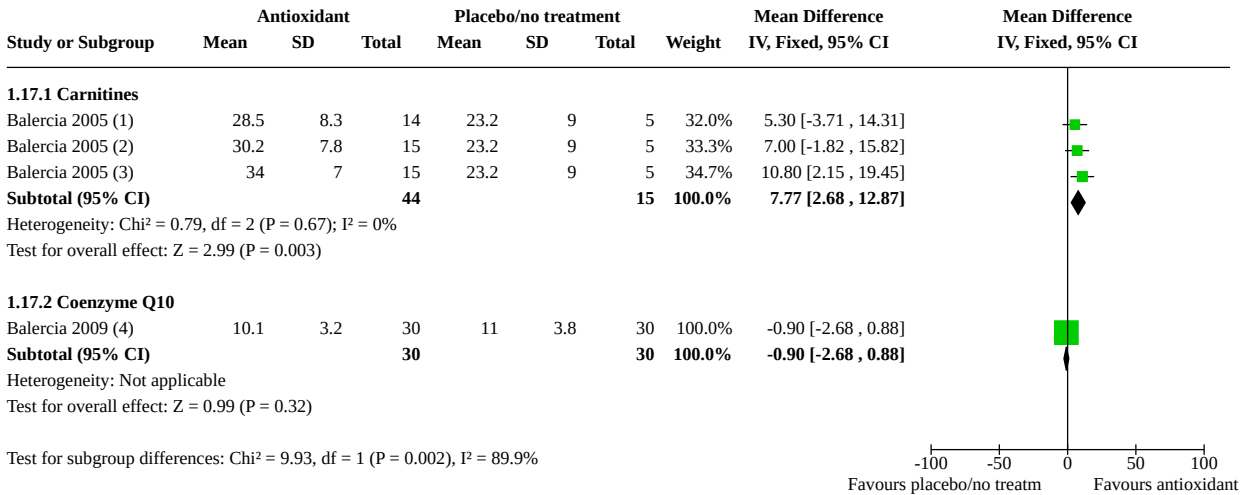 Antioxidant Placebo/no treatment Mean Difference Mean Difference
Study or Subgroup Mean SD Total Mean SD Total Weight IV, Fixed, 95% CI IV, Fixed, 95% CI
1.17.1 Carnitines
Balercia 2005 (1) 28.5 8.3 14 23.2 9 5 32.0% 5.30 [-3.71 , 14.31]
Balercia 2005 (2) 30.2 7.8 15 23.2 9 5 33.3% 7.00 [-1.82 , 15.82]
Balercia 2005 (3) 34 7 15 23.2 9 5 34.7% 10.80 [2.15 , 19.45]
Subtotal (95% CI) 44 15 100.0% 7.77 [2.68 , 12.87]
Heterogeneity: Chi² = 0.79, df = 2 (P = 0.67); I² = 0%
Test for overall effect: Z = 2.99 (P = 0.003)
1.17.2 Coenzyme Q10
Balercia 2009 (4) 10.1 3.2 30 11 3.8 30 100.0% -0.90 [-2.68 , 0.88]
Subtotal (95% CI) 30 30 100.0% -0.90 [-2.68 , 0.88]
Heterogeneity: Not applicable
Test for overall effect: Z = 0.99 (P = 0.32)
Test for subgroup differences: Chi² = 9.93, df = 1 (P = 0.002), I² = 89.9%
-100 -50 0 50 100
Favours placebo/no treatm Favours antioxidant